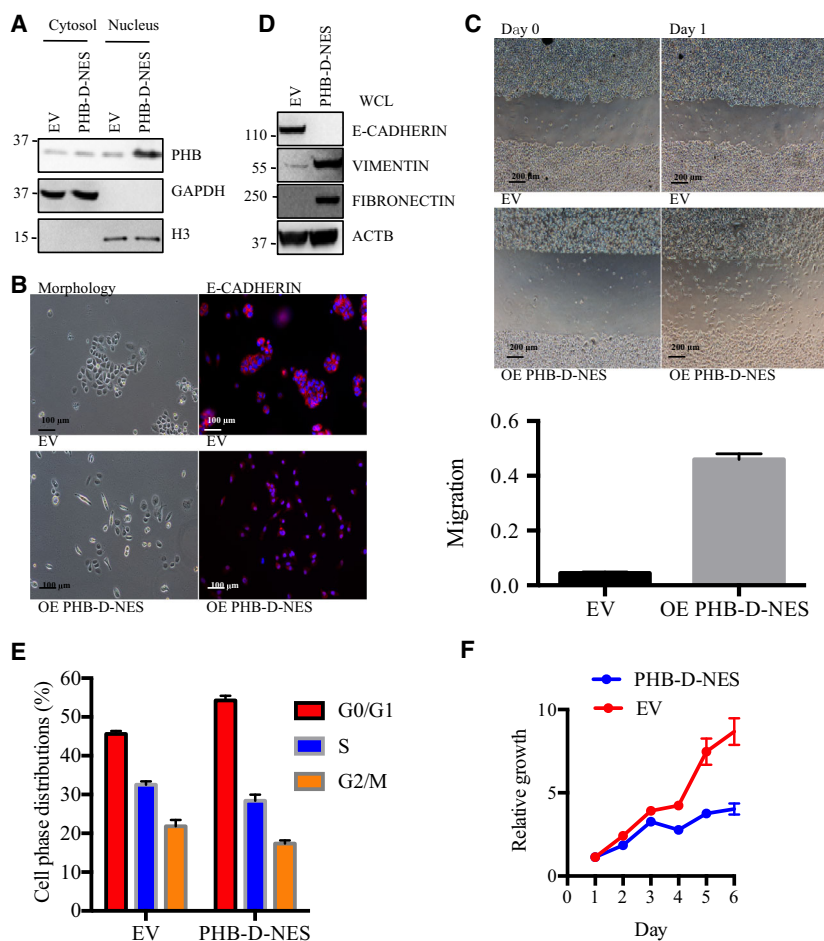 A
Cytosol Nucleus
EV
PHB-D-NES
EV
PHB-D-NES
37
PHB
37
GAPDH
15
H3
D
EV
PHB-D-NES
WCL
110
E-CADHERIN
55
VIMENTIN
250
FIBRONECTIN
37
ACTB
C
Day 0
Day 1
200 μm
200 μm
EV
EV
200 μm
200 μm
OE PHB-D-NES
OE PHB-D-NES
Migration
0.6
0.4
0.2
0.0
EV
OE PHB-D-NES
B
Morphology
E-CADHERIN
100 μm
100 μm
EV
100 μm
100 μm
OE PHB-D-NES
E
Cell phase distributions (%)
60
50
40
30
20
10
0
EV
PHB-D-NES
G0/G1
S
G2/M
F
PHB-D-NES
EV
Relative growth
10
5
0
0 1 2 3 4 5 6
Day